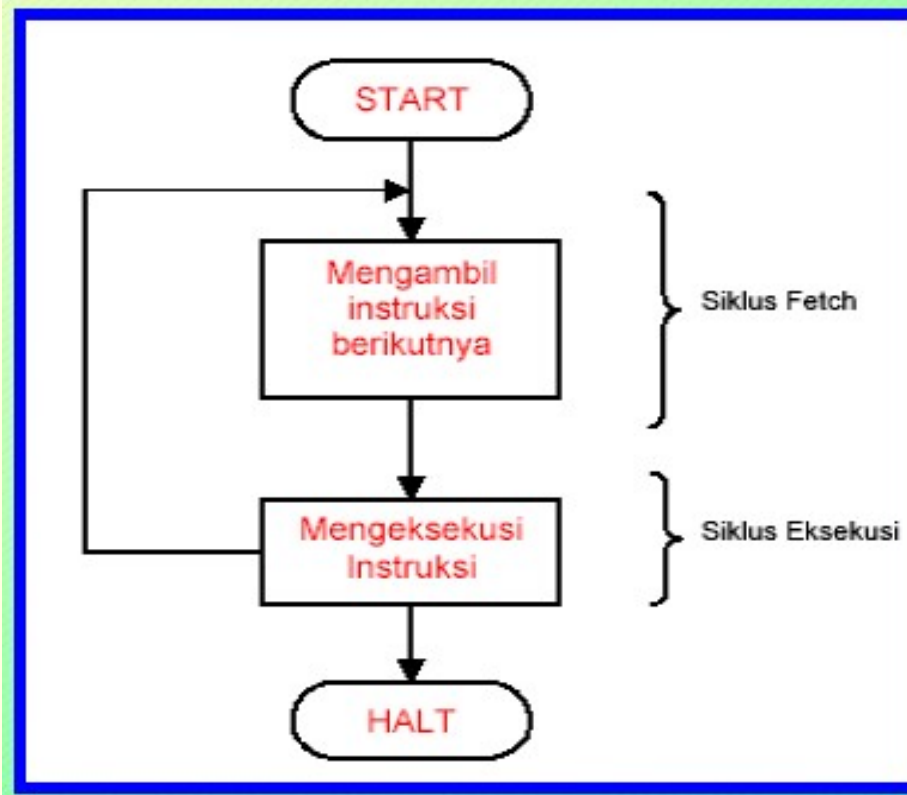 START
Mengambil
instruksi
berikutnya
Siklus Fetch
Mengeksekusi
Instruksi
Siklus Eksekusi
HALT